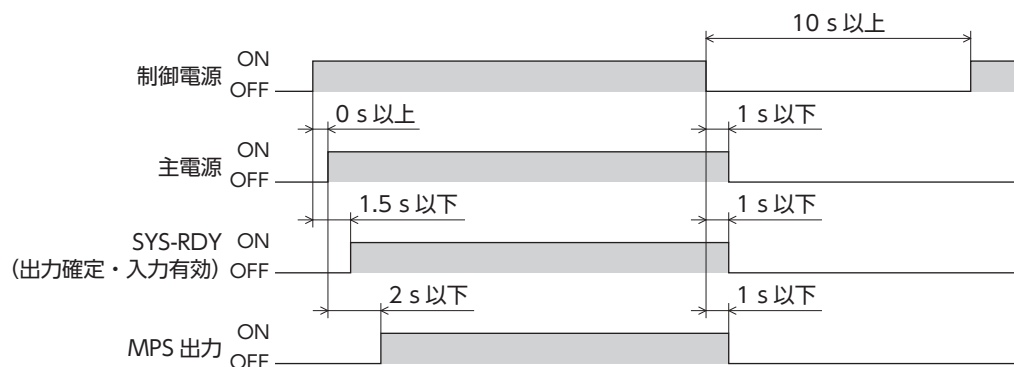 10 s 以上
ON
制御電源
OFF
0 s 以上
1 s 以下
ON
主電源
OFF
1.5 s 以下
1 s 以下
SYS-RDY ON
（出力確定・入力有効） OFF
2 s 以下
1 s 以下
ON
MPS 出力
OFF